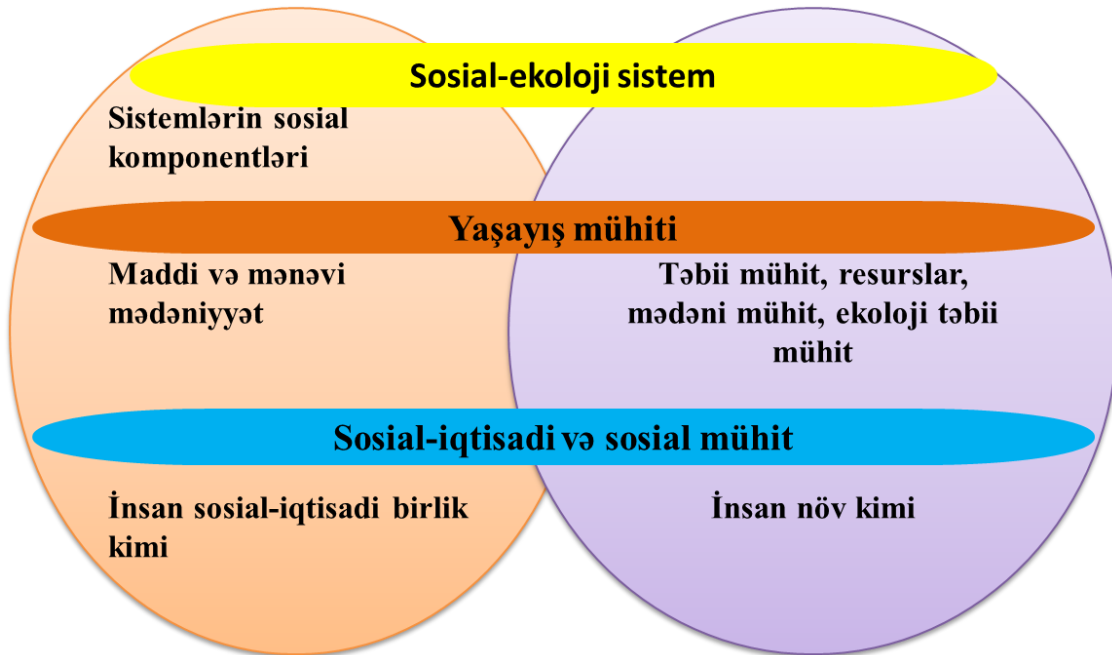 Sosial-ekoloji sistem
Sistemlərin sosial
komponentləri
Yaşayış mühiti
Maddi və mənəvi
mədəniyyət
Təbii mühit, resurslar,
mədəni mühit, ekoloji təbii
mühit
Sosial-iqtisadi və sosial mühit
İnsan sosial-iqtisadi birlik
kimi
İnsan növ kimi